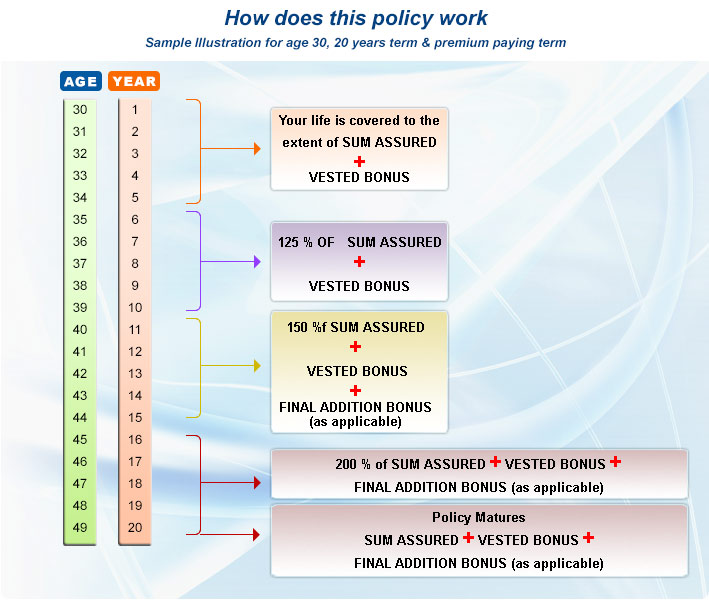 How does this policy work
Sample Illustration for age 30, 20 years term & premium paying term
AGE YEAR
30 1
31 2
32 3
33 4
34 5
35 6
36 7
37 8
38 9
39 10
40 11
41 12
42 13
43 14
44 15
45 16
46 17
47 18
48 19
49 20
Your life is covered to the
extent of SUM ASSURED
+
VESTED BONUS
125 % OF SUM ASSURED
+
VESTED BONUS
150 %f SUM ASSURED
+
VESTED BONUS
+
FINAL ADDITION BONUS
(as applicable)
200 % of SUM ASSURED + VESTED BONUS +
FINAL ADDITION BONUS (as applicable)
Policy Matures
SUM ASSURED + VESTED BONUS +
FINAL ADDITION BONUS (as applicable)